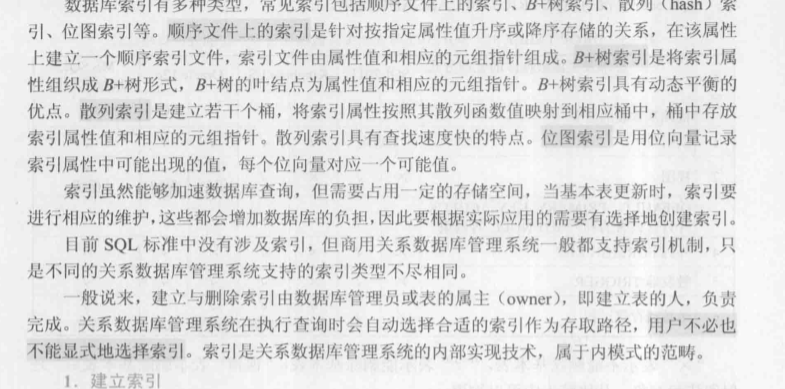 数据库索引有多种类型，常见索引包括顺序文件上的索引、B+树索引、散列（hash）索
引、位图索引等。顺序文件上的索引是针对按指定属性值升序或降序存储的关系，在该属性
上建立一个顺序索引文件，索引文件由属性值和相应的元组指针组成。B+树索引是将索引属
性组织成 B+树形式，B+树的叶结点为属性值和相应的元组指针。B+树索引具有动态平衡的
优点。散列索引是建立若干个桶，将索引属性按照其散列函数值映射到相应桶中，桶中存放
索引属性值和相应的元组指针。散列索引具有查找速度快的特点。位图索引是用位向量记录
索引属性中可能出现的值，每个位向量对应一个可能值。
索引虽然能够加速数据库查询，但需要占用一定的存储空间，当基本表更新时，索引要
进行相应的维护，这些都会增加数据库的负担，因此要根据实际应用的需要有选择地创建索引。
目前 SQL 标准中没有涉及索引，但商用关系数据库管理系统一般都支持索引机制，只
是不同的关系数据库管理系统支持的索引类型不尽相同。
一般说来，建立与删除索引由数据库管理员或表的属主（owner），即建立表的人，负责
完成。关系数据库管理系统在执行查询时会自动选择合适的索引作为存取路径，用户不必也
不能显式地选择索引。索引是关系数据库管理系统的内部实现技术，属于内模式的范畴。
1．建立索引